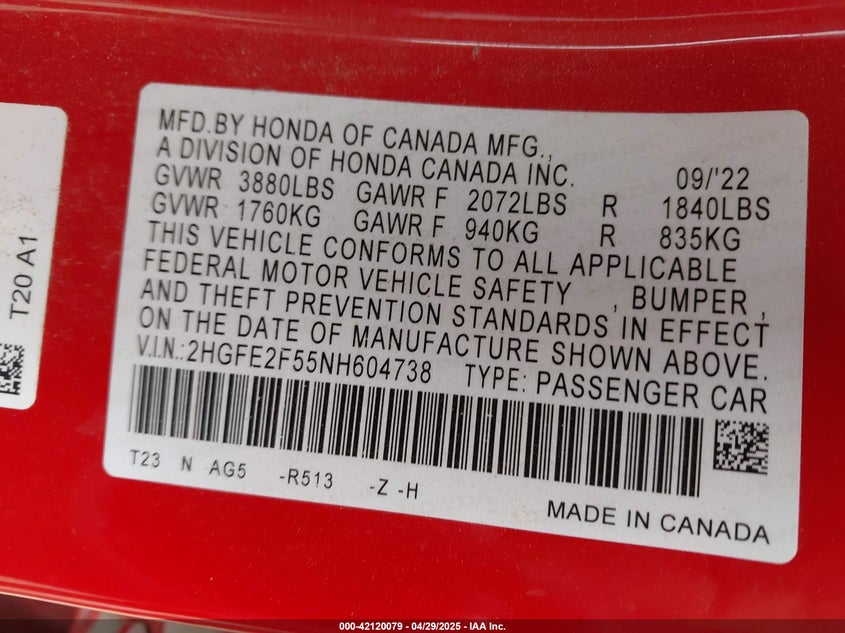 MFD.BY HONDA OF CANADA MFG.,
A DIVISION OF HONDA CANADA INC. 09/'22
GVWR 3880LBS GAWR F 2072LBS R 1840LBS
GVWR 1760KG GAWR F 940KG R 835KG
THIS VEHICLE CONFORMS TO ALL APPLICABLE
FEDERAL MOTOR VEHICLE SAFETY , BUMPER ,
AND THEFT PREVENTION STANDARDS IN EFFECT
ON THE DATE OF MANUFACTURE SHOWN ABOVE.
V.I.N.:2HGFE2F55NH604738 TYPE: PASSENGER CAR
T23 N AG5 -R513 -Z -H
MADE IN CANADA
T20 A1
000-42120079 - 04/29/2025 - IAA Inc.